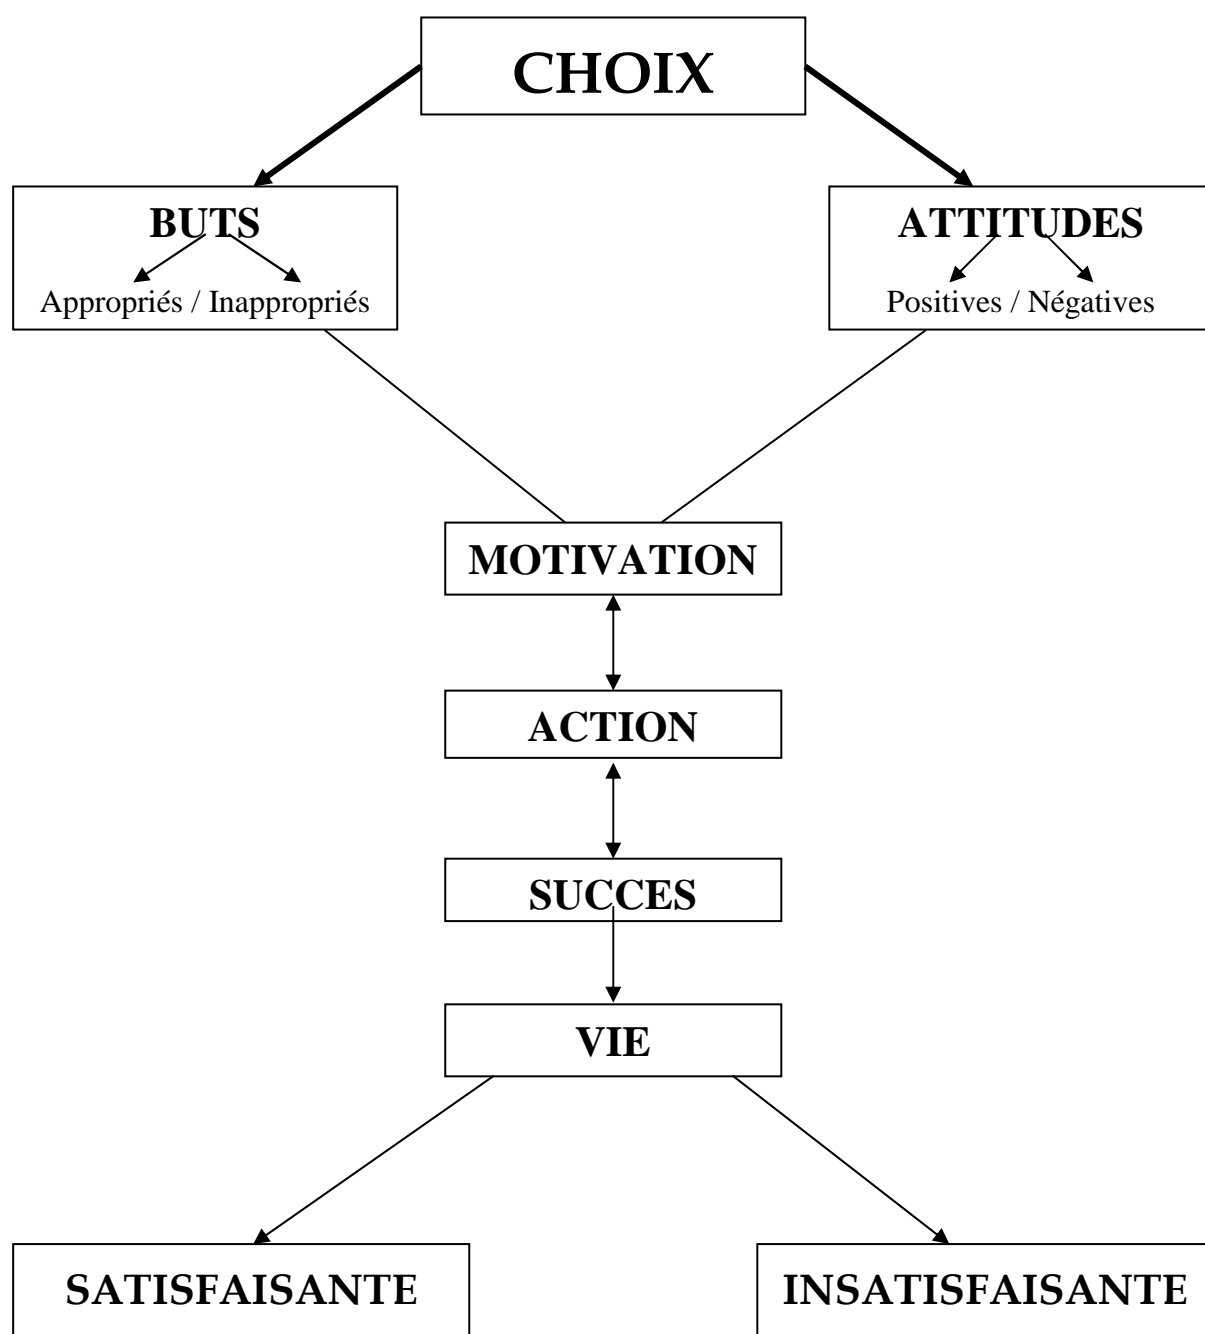 CHOIX
BUTS
Appropriés / Inappropriés
ATTITUDES
Positives / Négatives
MOTIVATION
ACTION
SUCCES
VIE
SATISFAISANTE
INSATISFAISANTE